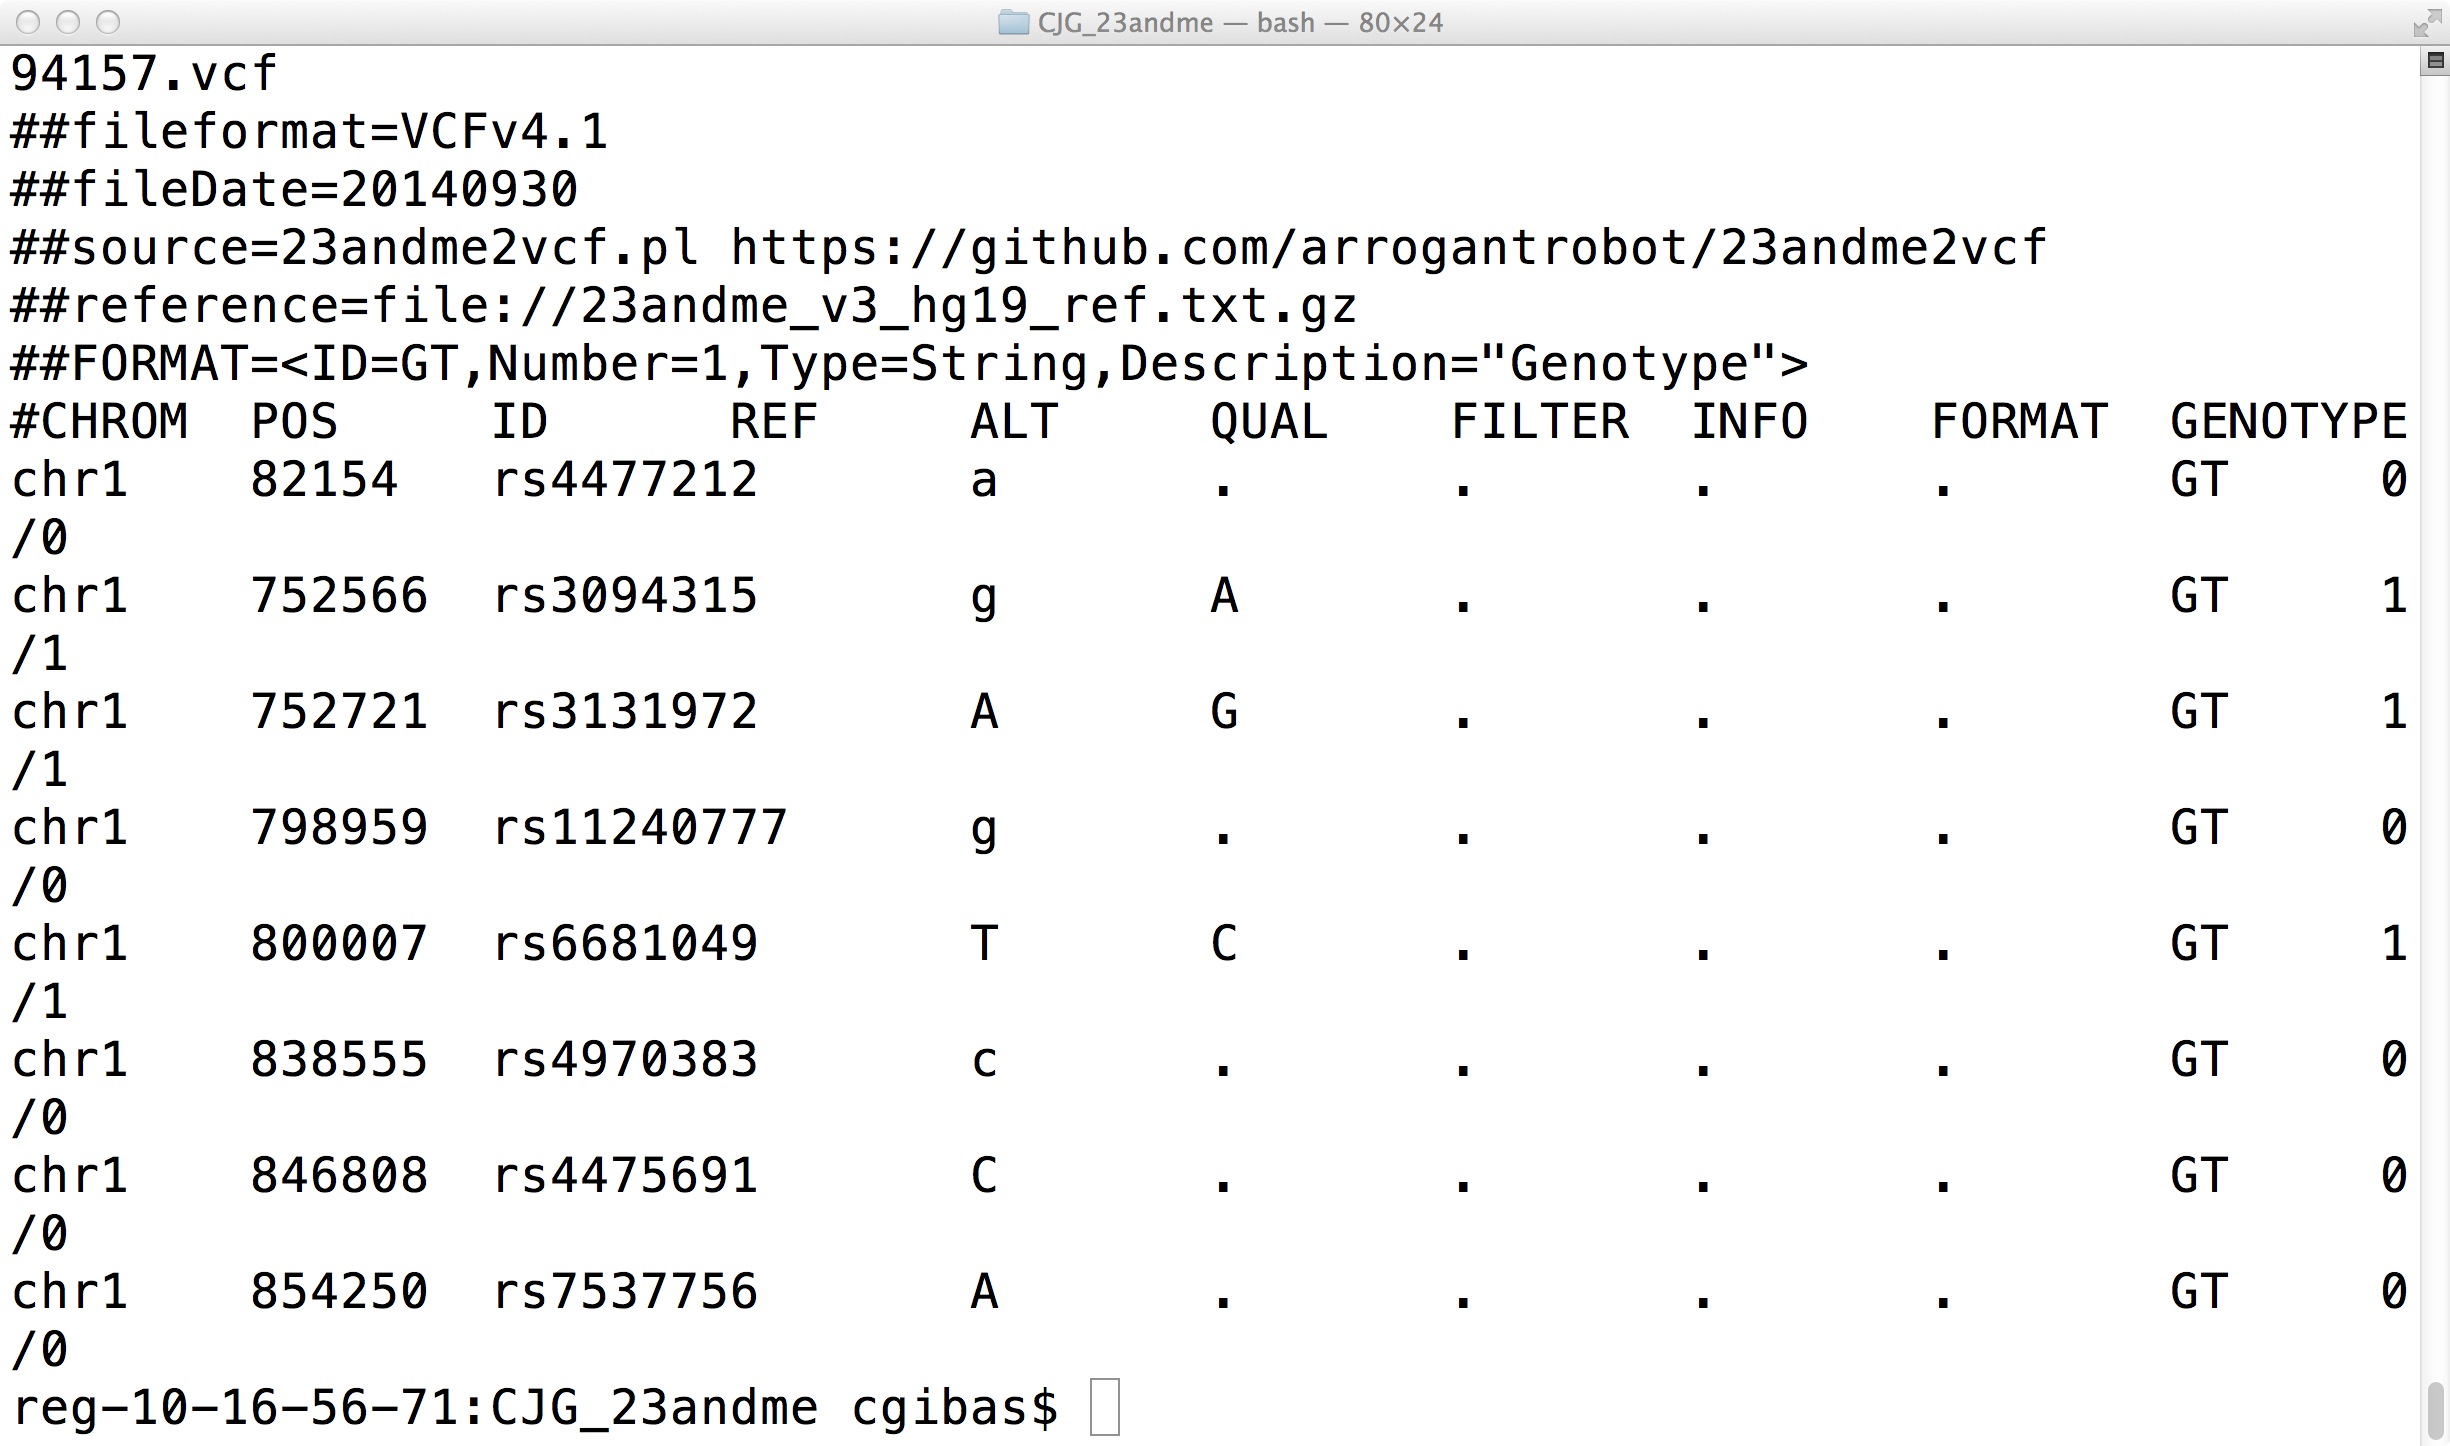 CJG_23andme — bash — 80×24
94157.vcf
##fileformat=VCFv4.1
##fileDate=20140930
##source=23andme2vcf.pl https://github.com/arrogantrobot/23andme2vcf
##reference=file://23andme_v3_hg19_ref.txt.gz
##FORMAT=<ID=GT,Number=1,Type=String,Description="Genotype">
#CHROM POS ID REF ALT QUAL FILTER INFO FORMAT GENOTYPE
chr1 82154 rs4477212 a . . . . GT 0
/0
chr1 752566 rs3094315 g A . . . GT 1
/1
chr1 752721 rs3131972 A G . . . GT 1
/1
chr1 798959 rs11240777 g . . . . GT 0
/0
chr1 800007 rs6681049 T C . . . GT 1
/1
chr1 838555 rs4970383 c . . . . GT 0
/0
chr1 846808 rs4475691 C . . . . GT 0
/0
chr1 854250 rs7537756 A . . . . GT 0
/0
reg-10-16-56-71:CJG_23andme cgibas$